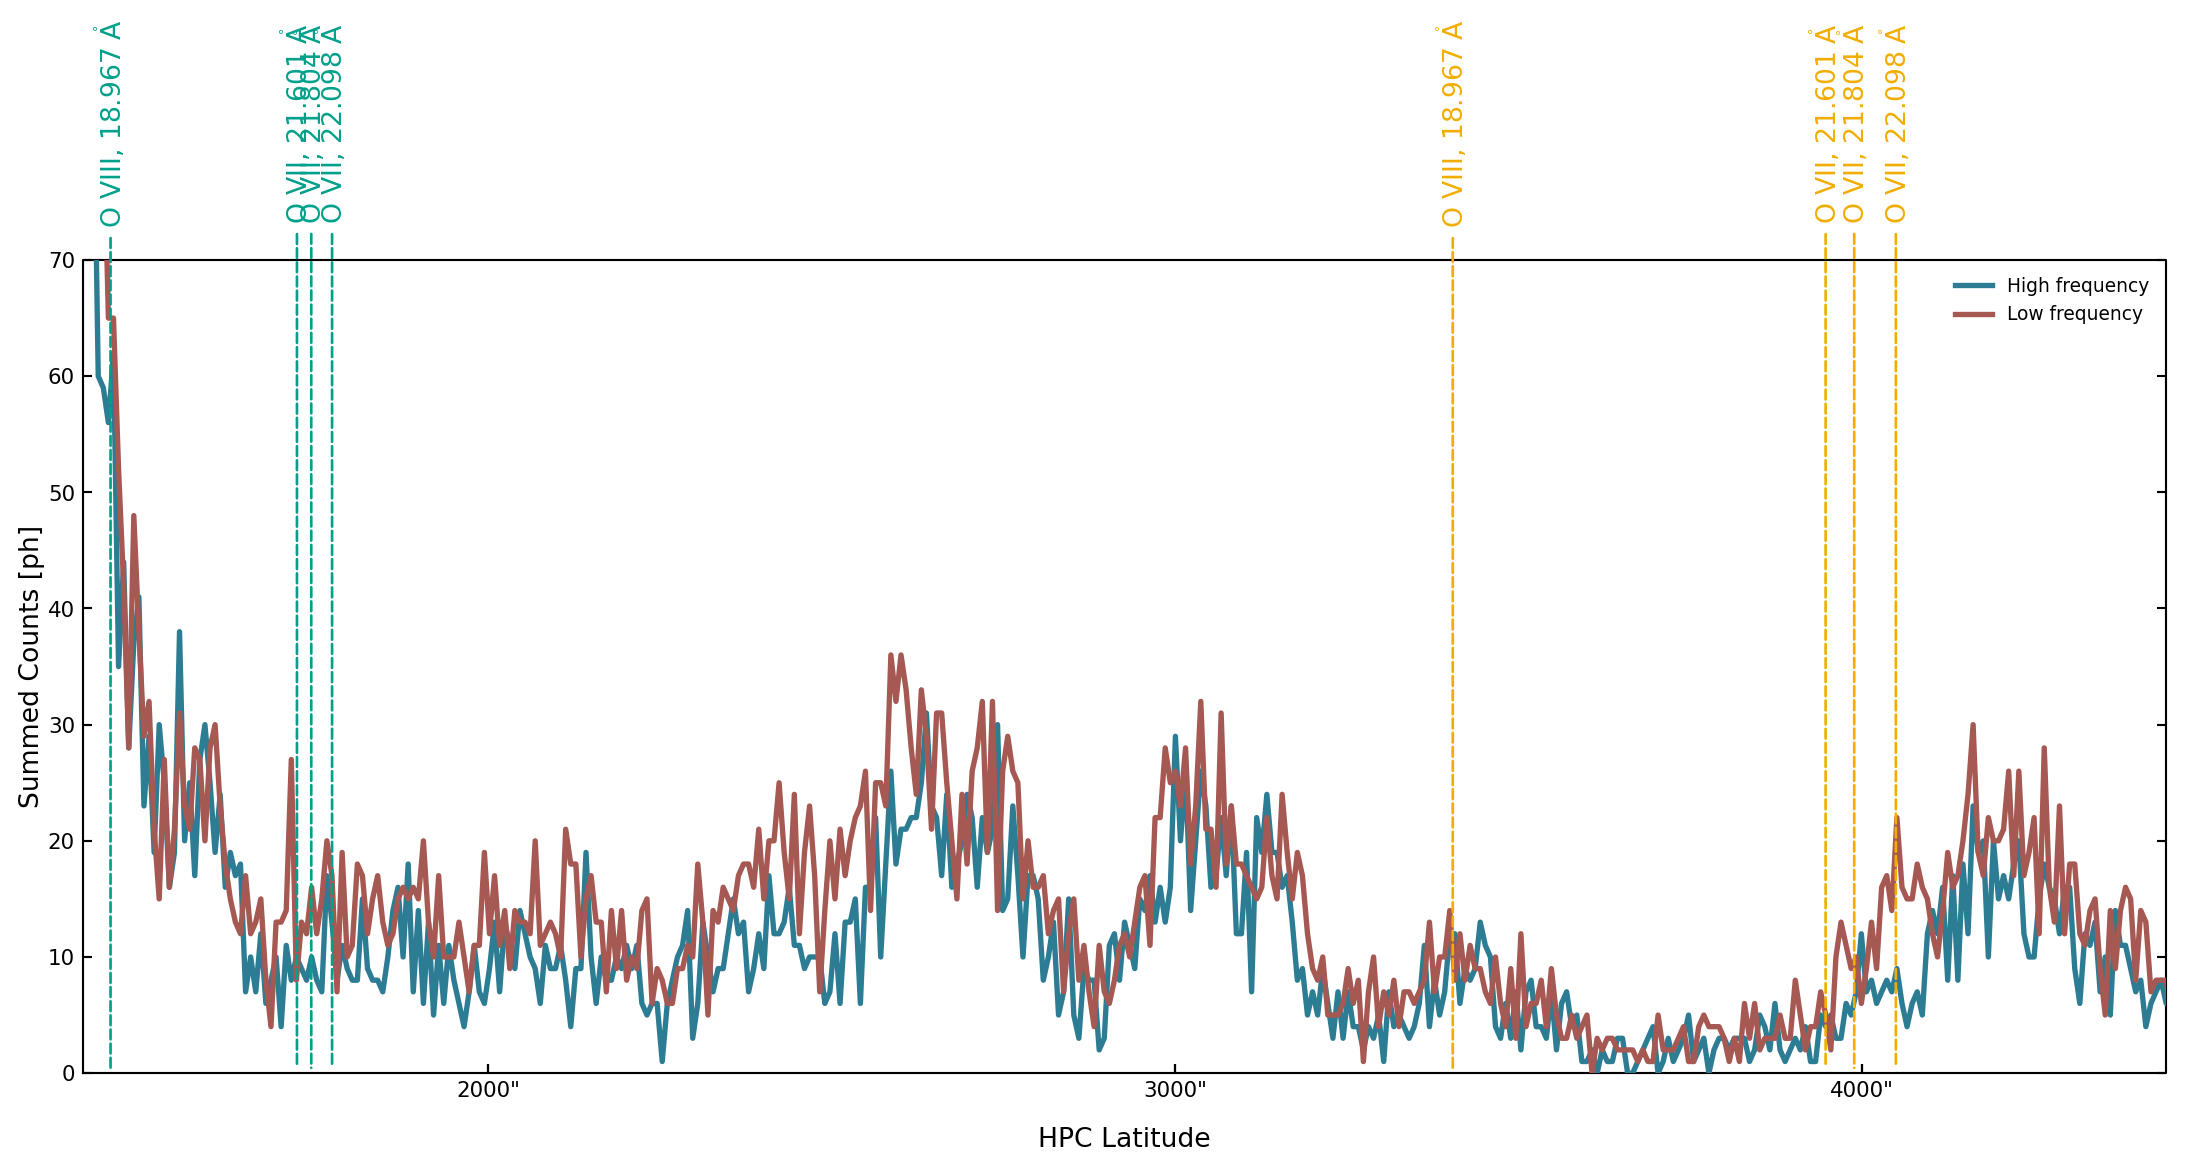 O VIII, 18.967 Å
O VII, 21.601 Å
O VII, 21.804 Å
O VII, 22.098 Å
O VIII, 18.967 Å
O VII, 21.601 Å
O VII, 21.804 Å
O VII, 22.098 Å
High frequency
Low frequency
Summed Counts [ph]
70
60
50
40
30
20
10
0
2000"
3000"
4000"
HPC Latitude